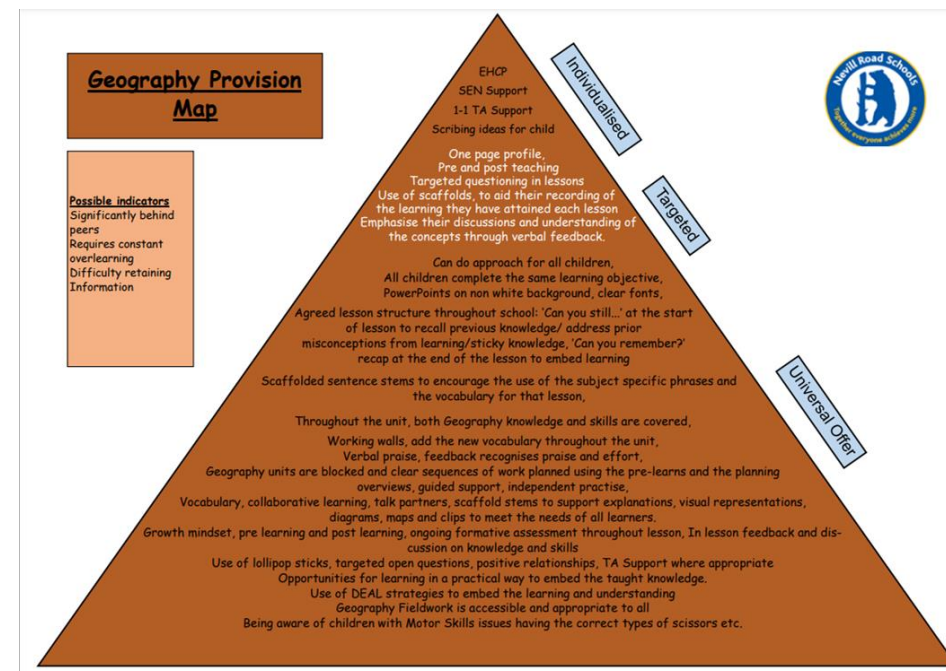 Geography Provision
Map
Possible indicators
Significantly behind
peers
Requires constant
overlearning
Difficulty retaining
Information
EHCP
SEN Support
1-1 TA Support
Scribing ideas for child
Individualised
Nevill Road Schools
Together everyone achieves more
One page profile,
Pre and post teaching
Targeted questioning in lessons
Use of scaffolds, to aid their recording of
the learning they have attained each lesson
Emphasise their discussions and understanding of
the concepts through verbal feedback.
Targeted
Can do approach for all children,
All children complete the same learning objective,
PowerPoints on non white background, clear fonts,
Agreed lesson structure throughout school: ‘Can you still…’ at the start
of lesson to recall previous knowledge/ address prior
misconceptions from learning/sticky knowledge, ‘Can you remember?’
recap at the end of the lesson to embed learning
Scaffolded sentence stems to encourage the use of the subject specific phrases and
the vocabulary for that lesson,
Universal Offer
Throughout the unit, both Geography knowledge and skills are covered,
Working walls, add the new vocabulary throughout the unit,
Verbal praise, feedback recognises praise and effort,
Geography units are blocked and clear sequences of work planned using the pre-learns and the planning
overviews, guided support, independent practise,
Vocabulary, collaborative learning, talk partners, scaffold stems to support explanations, visual representations,
diagrams, maps and clips to meet the needs of all learners.
Growth mindset, pre learning and post learning, ongoing formative assessment throughout lesson, In lesson feedback and dis-
cussion on knowledge and skills
Use of lollipop sticks, targeted open questions, positive relationships, TA Support where appropriate
Opportunities for learning in a practical way to embed the taught knowledge.
Use of DEAL strategies to embed the learning and understanding
Geography Fieldwork is accessible and appropriate to all
Being aware of children with Motor Skills issues having the correct types of scissors etc.